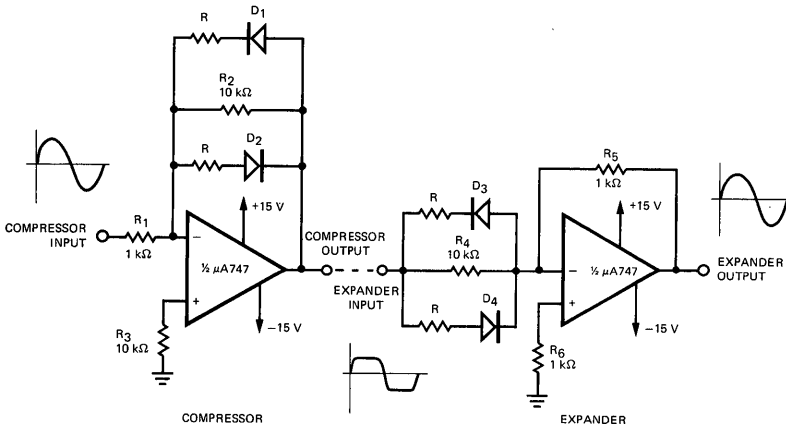 R
D1
R2
10 kΩ
R
D2
+15 V
COMPRESSOR
INPUT
R1
1 kΩ
−
½ μA747
+
−15 V
R3
10 kΩ
COMPRESSOR
OUTPUT
EXPANDER
INPUT
R
D3
R4
10 kΩ
R
D4
R5
1 kΩ
+15 V
−
½ μA747
+
−15 V
R6
1 kΩ
EXPANDER
OUTPUT
COMPRESSOR
EXPANDER